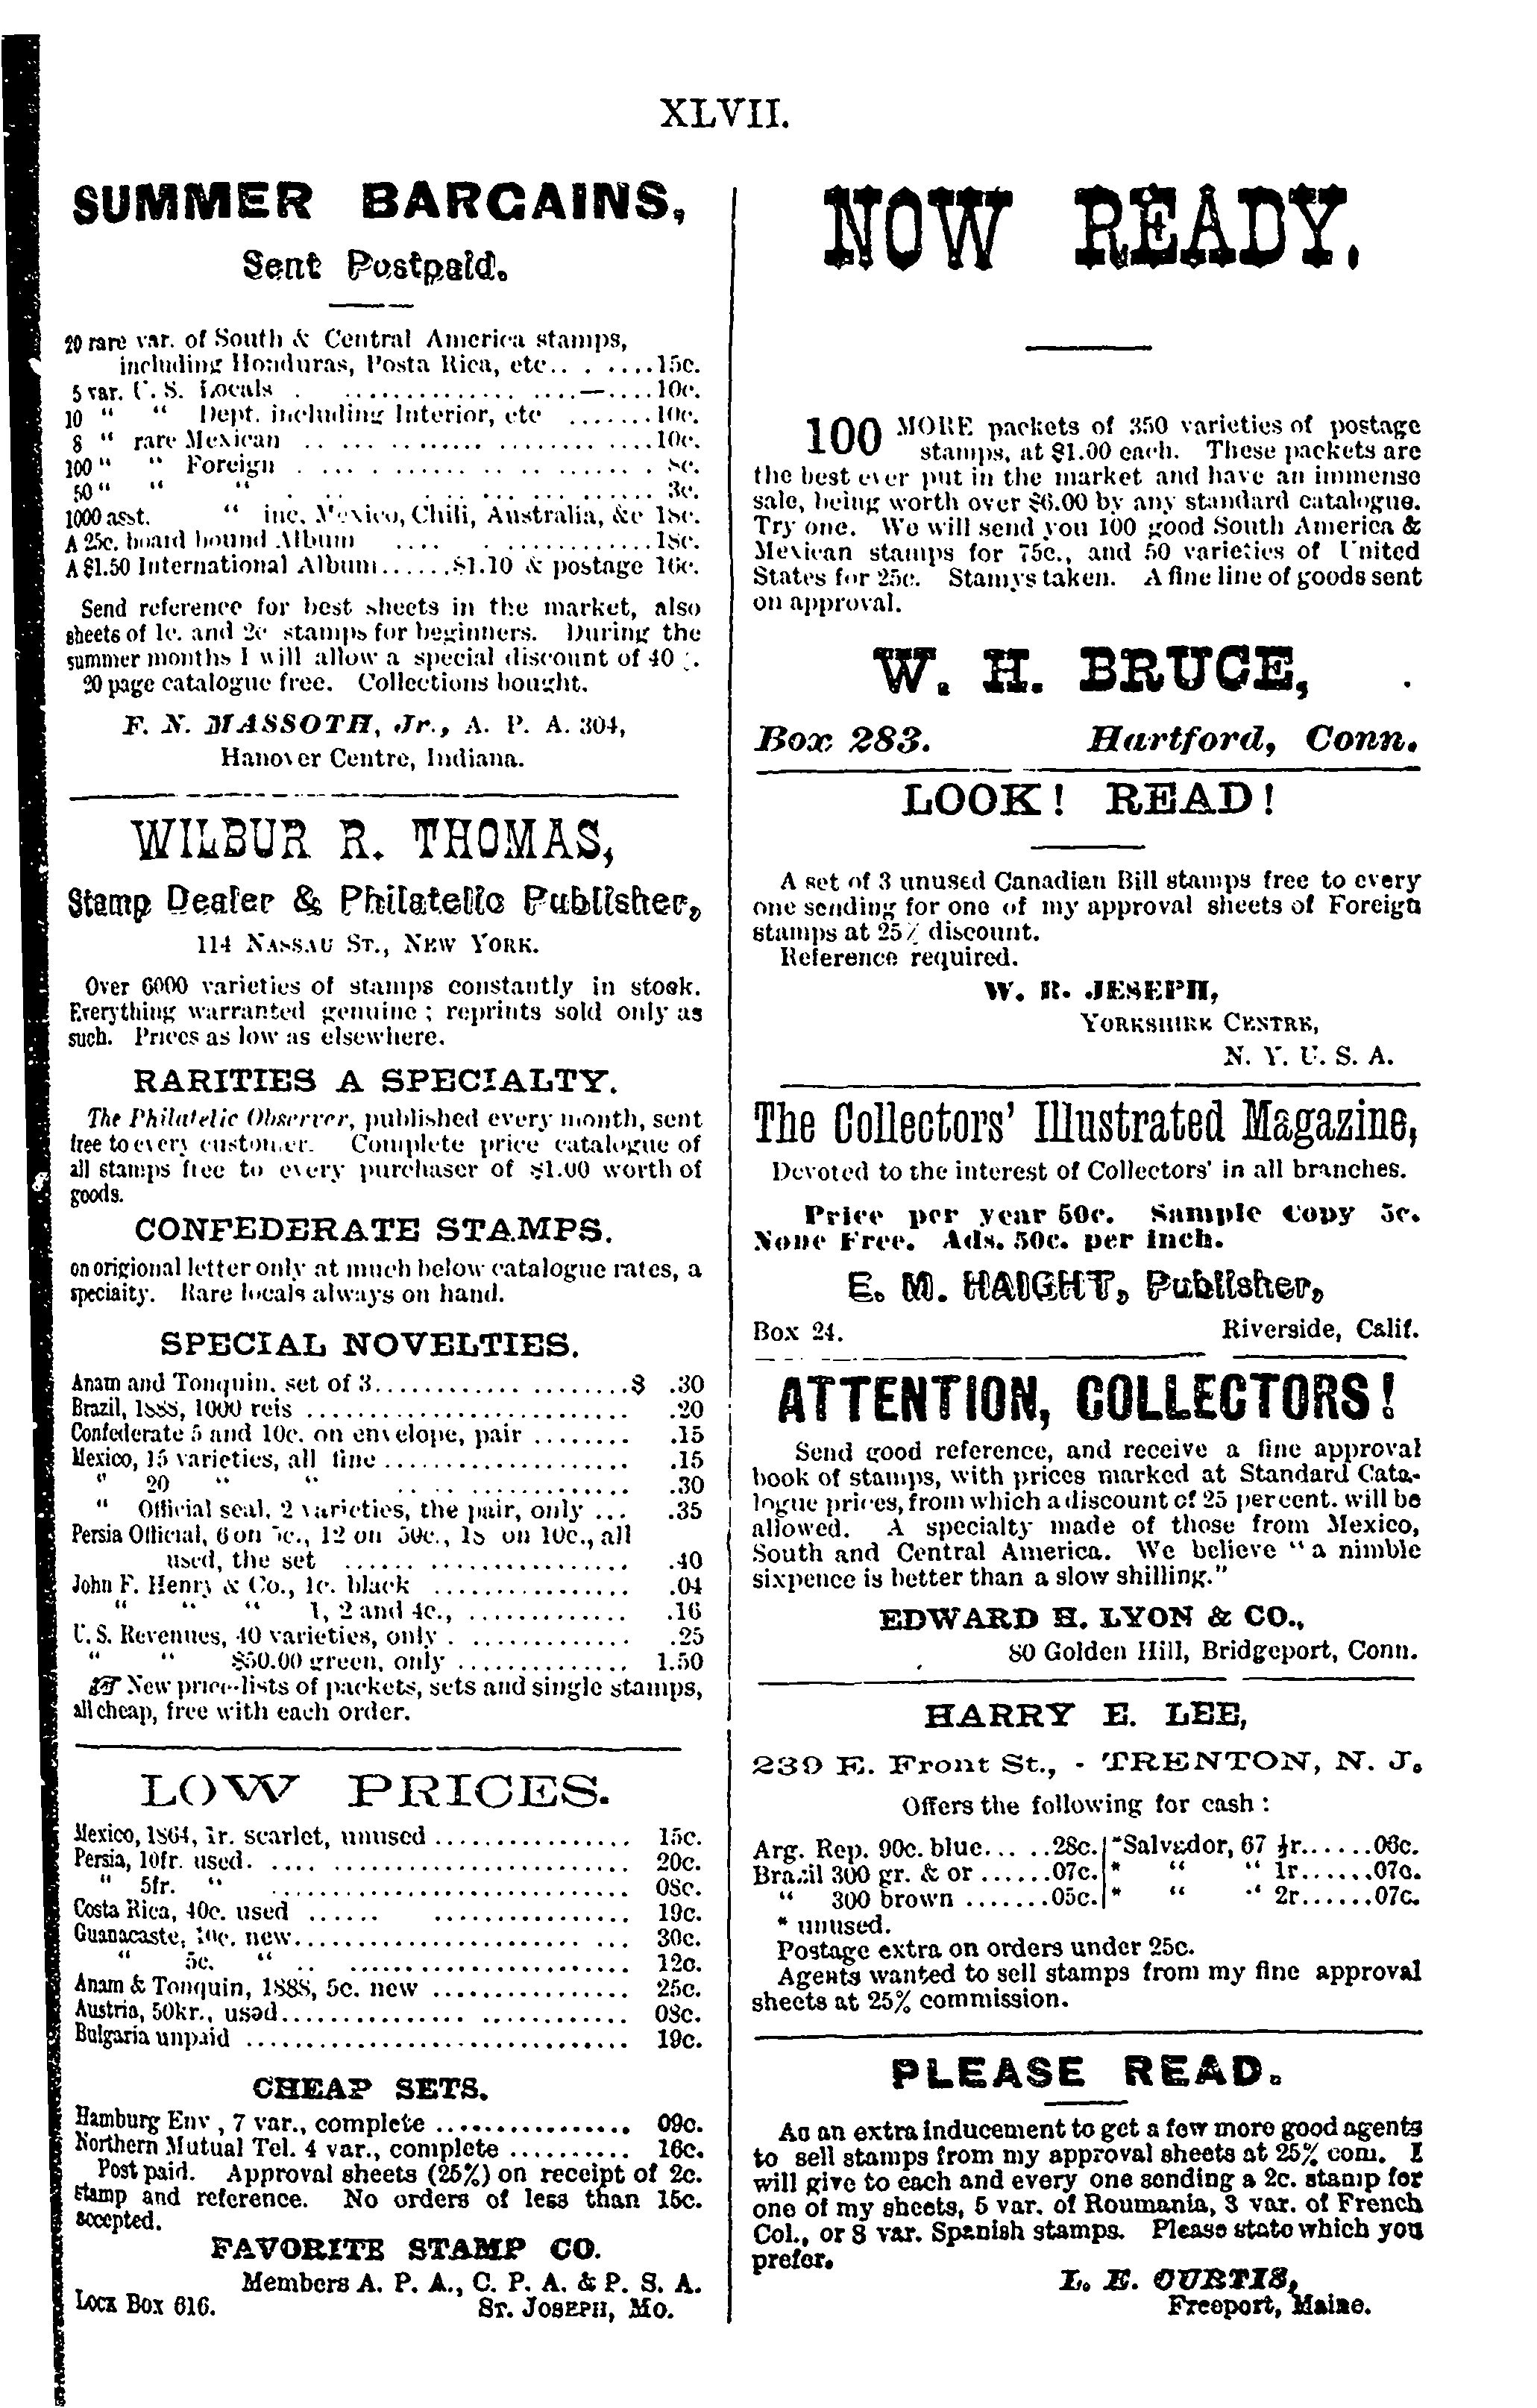 XLVII.
SUMMER BARGAINS,
Sent Postpaid.
20 rare var. of South & Central America stamps,
including Honduras, Posta Rica, etc.. . .....15c.
5 var. U. S. Locals . ................ ....—....10c.
10 “ “ Dept. including Interior, etc .......10c.
8 “ rare Mexican .. .........................10c.
100 “ “ Foreign . ... ...................... 8c.
50 “ “ “ . .. ... ................. 3c.
1000 asst. “ inc. Mexico, Chili, Australia, &c 18c.
A 25c. board bound Album .... . ..............18c.
A $1.50 International Album......$1.10 & postage 16c.
Send reference for best sheets in the market, also
sheets of 1c. and 2c stamps for beginners. During the
summer months I will allow a special discount of 40
20 page catalogue free. Collections bought.
F. N. MASSOTH, Jr., A. P. A. 304,
Hanover Centre, Indiana.
WILBUR R. THOMAS,
Stamp Dealer & Philatelic Publisher,
114 NASSAU ST., NEW YORK.
Over 6000 varieties of stamps constantly in stock.
Everything warranted genuine ; reprints sold only as
such. Prices as low as elsewhere.
RARITIES A SPECIALTY.
The Philatelic Observer, published every month, sent
free to every customer. Complete price catalogue of
all stamps free to every purchaser of $1.00 worth of
goods.
CONFEDERATE STAMPS.
on origional letter only at much below catalogue rates, a
speciaity. Rare locals always on hand.
SPECIAL NOVELTIES.
Anam and Tonquin, set of 3.....................$ .30
Brazil, 1888, 1000 reis ........................... .20
Confederate 5 and 10c. on envelope, pair ........ .15
Mexico, 15 varieties, all fine .................... .15
“ 20 “ “ .. ................ .30
“ Official seal, 2 varieties, the pair, only ... .35
Persia Official, 6 on 5c., 12 on 50c., 18 on 10c., all
used, the set ...................... .40
John F. Henry & Co., 1c. black ................ .04
“ “ “ 1, 2 and 4c., ............. .16
U. S. Revenues, 40 varieties, only . ............. .25
“ “ $50.00 green, only .............. 1.50
☞ New price-lists of packets, sets and single stamps,
all cheap, free with each order.
LOW PRICES.
Mexico, 1864, 1r. scarlet, unused ................ 15c.
Persia, 10fr. used. .... ......................... 20c.
“ 5fr. “ .............................. 08c.
Costa Rica, 40c. used ...... ................ 19c.
Guanacaste, 10c. new........................ ... 30c.
“ 5c. “ .. ....................... 12c.
Anam & Tonquin, 1888, 5c. new ................ 25c.
Austria, 50kr., used............... ............ 08c.
Bulgaria unpaid ................................ 19c.
CHEAP SETS.
Hamburg Env , 7 var., complete ................ 09c.
Northern Mutual Tel. 4 var., complete .......... 16c.
Post paid. Approval sheets (25%) on receipt of 2c.
stamp and reference. No orders of less than 15c.
accepted.
FAVORITE STAMP CO.
Members A. P. A., C. P. A. & P. S. A.
LOCK BOX 616. ST. JOSEPH, MO.
NOW READY.
100 MORE packets of 350 varieties of postage
stamps, at $1.00 each. These packets are
the best ever put in the market and have an immense
sale, being worth over $6.00 by any standard catalogue.
Try one. We will send you 100 good South America &
Mexican stamps for 75c., and 50 varieties of United
States for 25c. Stamys taken. A fine line of goods sent
on approval.
W. H. BRUCE,
Box 283. Hartford, Conn.
LOOK! READ!
A set of 3 unused Canadian Bill stamps free to every
one sending for one of my approval sheets of Foreign
stamps at 25% discount.
Reference required.
W. R. JESEPH,
YORKSHIRE CENTRE,
N. Y. U. S. A.
The Collectors’ Illustrated Magazine,
Devoted to the interest of Collectors’ in all branches.
Price per year 50c. Sample Copy 5c.
None Free. Ads. 50c. per inch.
E. M. HAIGHT, Publisher,
Box 24. Riverside, Calif.
ATTENTION, COLLECTORS!
Send good reference, and receive a fine approval
book of stamps, with prices marked at Standard Cata-
logue prices, from which a discount of 25 per cent. will be
allowed. A specialty made of those from Mexico,
South and Central America. We believe “a nimble
sixpence is better than a slow shilling.”
EDWARD H. LYON & CO.,
80 Golden Hill, Bridgeport, Conn.
HARRY E. LEE,
239 E. Front St., - TRENTON, N. J.
Offers the following for cash :
Arg. Rep. 90c. blue... ..28c. *Salvador, 67 ½r......06c.
Brazil 300 gr. & or ......07c. * “ “ 1r......07c.
“ 300 brown .......05c. * “ “ 2r......07c.
* unused.
Postage extra on orders under 25c.
Agents wanted to sell stamps from my fine approval
sheets at 25% commission.
PLEASE READ.
As an extra inducement to get a few more good agents
to sell stamps from my approval sheets at 25% com. I
will give to each and every one sending a 2c. stamp for
one of my sheets, 5 var. of Roumania, 3 var. of French
Col., or 8 var. Spanish stamps. Please state which you
prefer.
L. E. CURTIS,
Freeport, Maine.